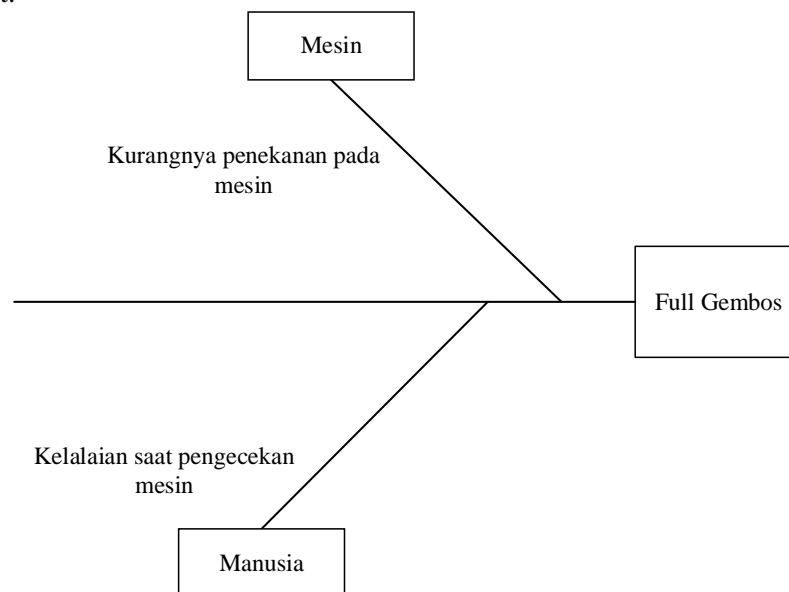 Mesin
Kurangnya penekanan pada
mesin
Full Gembos
Kelalaian saat pengecekan
mesin
Manusia